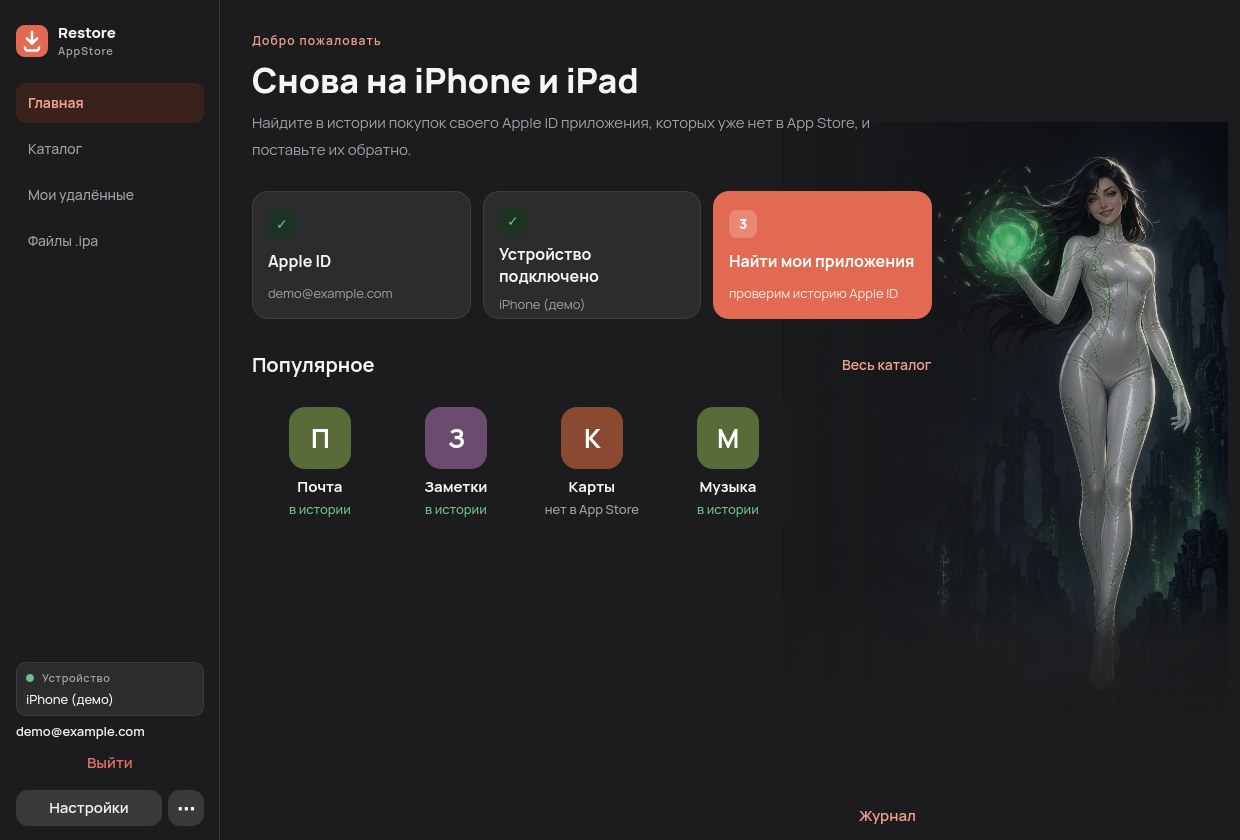 Restore
AppStore
Главная
Каталог
Мои удалённые
Файлы .ipa
Устройство
iPhone (демо)
demo@example.com
Выйти
Настройки
Добро пожаловать
Снова на iPhone и iPad
Найдите в истории покупок своего Apple ID приложения, которых уже нет в App Store, и
поставьте их обратно.
✓
Apple ID
demo@example.com
✓
Устройство
подключено
iPhone (демо)
3
Найти мои приложения
проверим историю Apple ID
Популярное
Весь каталог
П
Почта
в истории
З
Заметки
в истории
К
Карты
нет в App Store
М
Музыка
в истории
Журнал